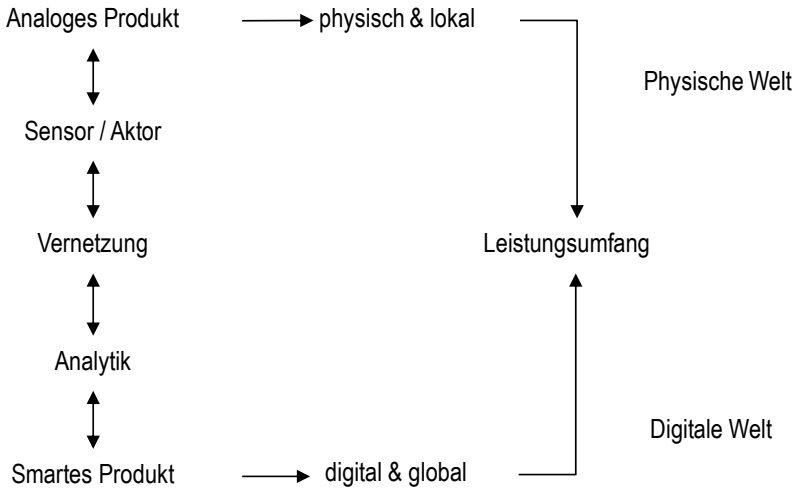 Analoges Produkt
physisch & lokal
Physische Welt
Sensor / Aktor
Vernetzung
Leistungsumfang
Analytik
Digitale Welt
Smartes Produkt
digital & global